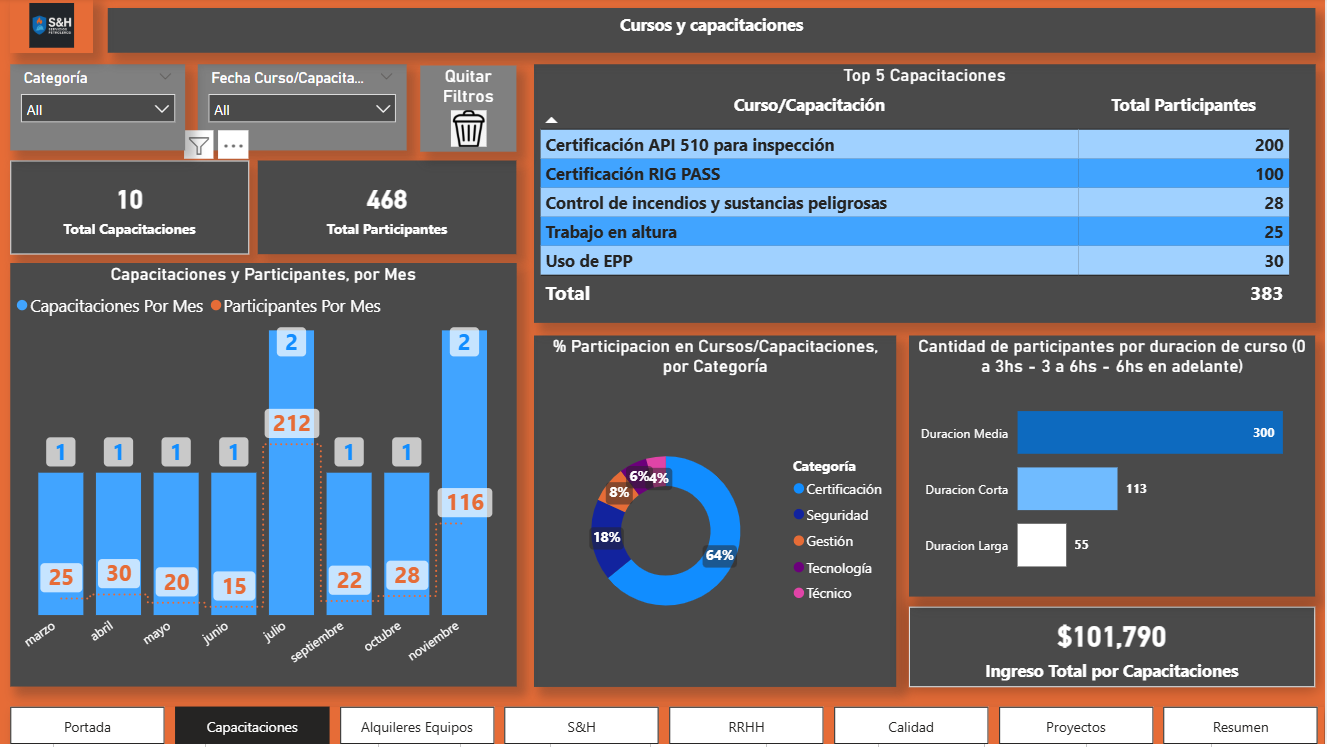 S&H
SERVICIOS
PETROLEROS
Cursos y capacitaciones
Categoría
All
Fecha Curso/Capacita...
All
Quitar
Filtros
10
Total Capacitaciones
468
Total Participantes
Top 5 Capacitaciones
Curso/Capacitación Total Participantes
Certificación API 510 para inspección 200
Certificación RIG PASS 100
Control de incendios y sustancias peligrosas 28
Trabajo en altura 25
Uso de EPP 30
Total 383
Capacitaciones y Participantes, por Mes
Capacitaciones Por Mes Participantes Por Mes
2 2
212
1 1 1 1 1 1
116
25 30 20 15 22 28
marzo abril mayo junio julio septiembre octubre noviembre
% Participacion en Cursos/Capacitaciones,
por Categoría
6% 4%
8%
18%
64%
Categoría
Certificación
Seguridad
Gestión
Tecnología
Técnico
Cantidad de participantes por duracion de curso (0
a 3hs - 3 a 6hs - 6hs en adelante)
Duracion Media 300
Duracion Corta 113
Duracion Larga 55
$101,790
Ingreso Total por Capacitaciones
Portada Capacitaciones Alquileres Equipos S&H RRHH Calidad Proyectos Resumen